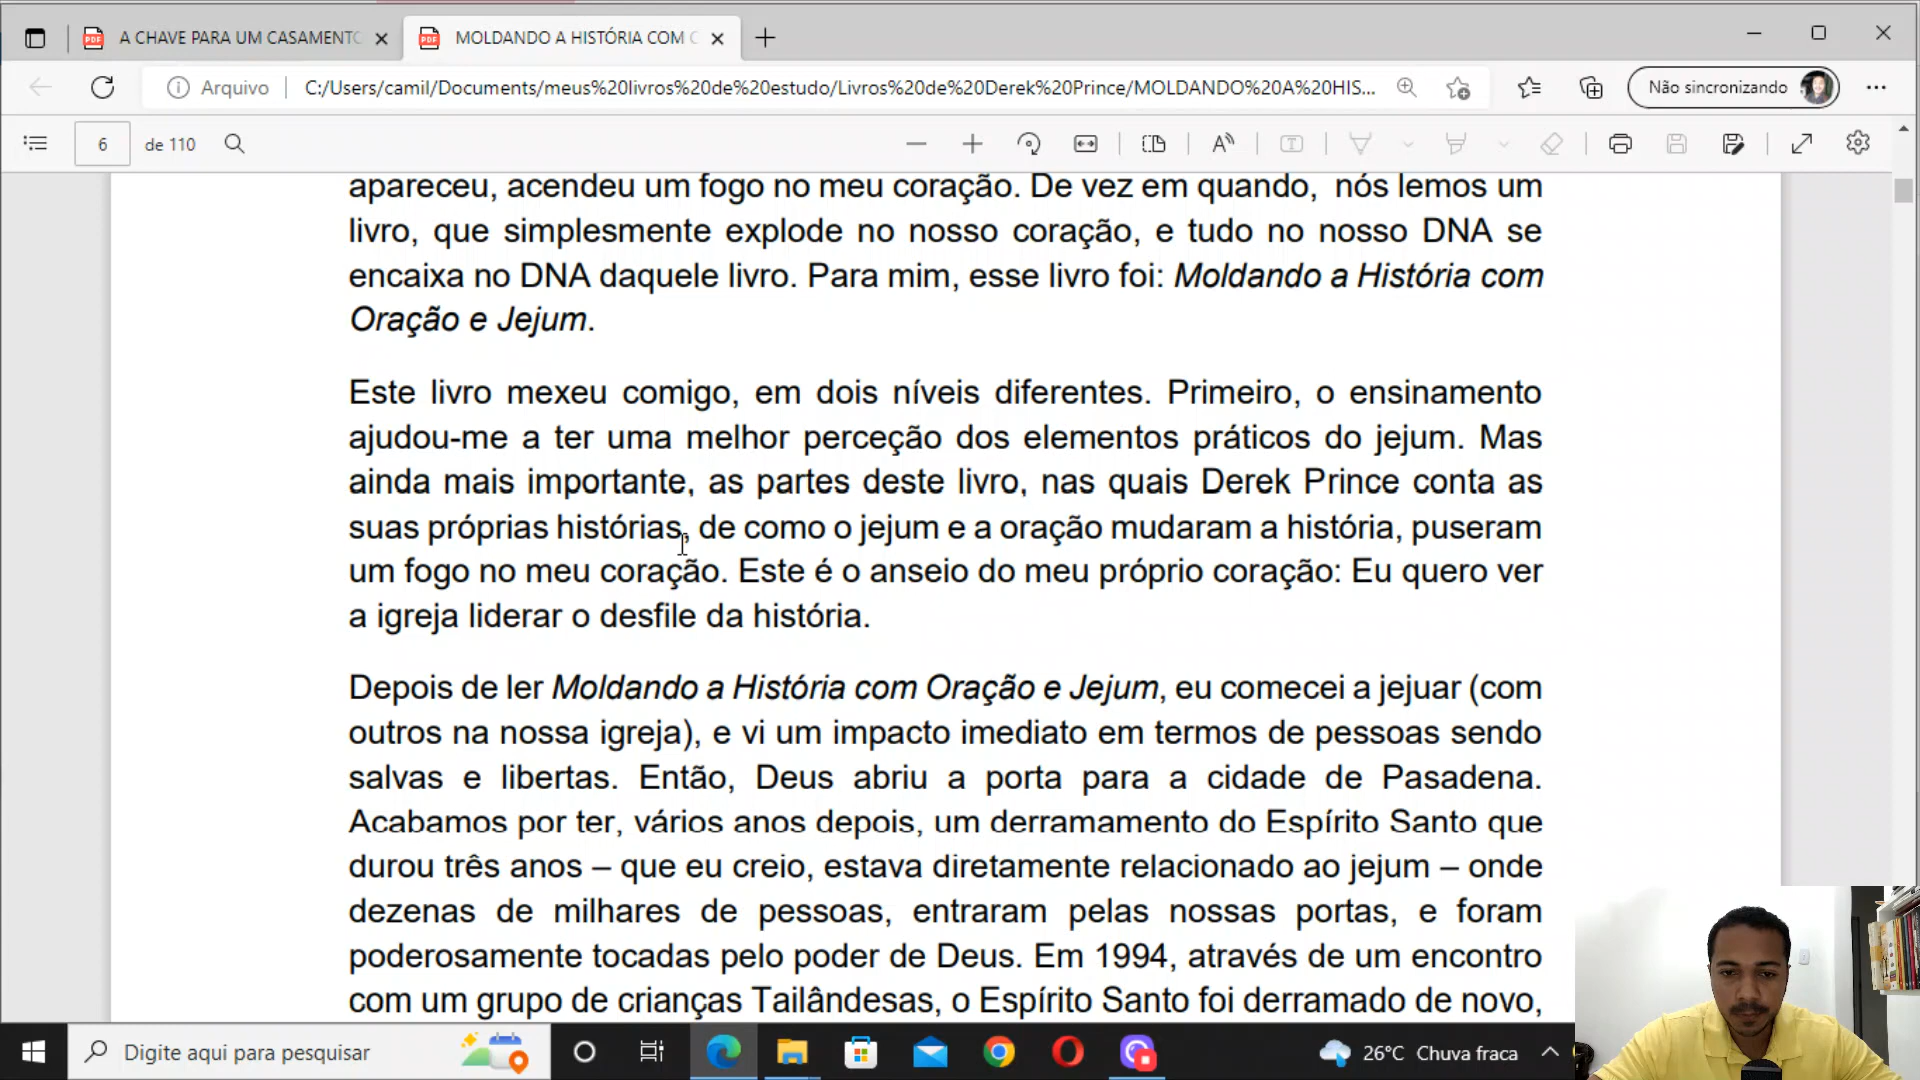 A CHAVE PARA UM CASAMENTO
MOLDANDO A HISTÓRIA COM
Arquivo
C:/Users/camil/Documents/meus%20livros%20de%20estudo/Livros%20de%20Derek%20Prince/MOLDANDO%20A%20HIS...
Não sincronizando
6 de 110
apareceu, acendeu um fogo no meu coração. De vez em quando, nós lemos um
livro, que simplesmente explode no nosso coração, e tudo no nosso DNA se
encaixa no DNA daquele livro. Para mim, esse livro foi: Moldando a História com
Oração e Jejum.
Este livro mexeu comigo, em dois níveis diferentes. Primeiro, o ensinamento
ajudou-me a ter uma melhor perceção dos elementos práticos do jejum. Mas
ainda mais importante, as partes deste livro, nas quais Derek Prince conta as
suas próprias histórias, de como o jejum e a oração mudaram a história, puseram
um fogo no meu coração. Este é o anseio do meu próprio coração: Eu quero ver
a igreja liderar o desfile da história.
Depois de ler Moldando a História com Oração e Jejum, eu comecei a jejuar (com
outros na nossa igreja), e vi um impacto imediato em termos de pessoas sendo
salvas e libertas. Então, Deus abriu a porta para a cidade de Pasadena.
Acabamos por ter, vários anos depois, um derramamento do Espírito Santo que
durou três anos – que eu creio, estava diretamente relacionado ao jejum – onde
dezenas de milhares de pessoas, entraram pelas nossas portas, e foram
poderosamente tocadas pelo poder de Deus. Em 1994, através de um encontro
com um grupo de crianças Tailândesas, o Espírito Santo foi derramado de novo,
Digite aqui para pesquisar
26°C Chuva fraca